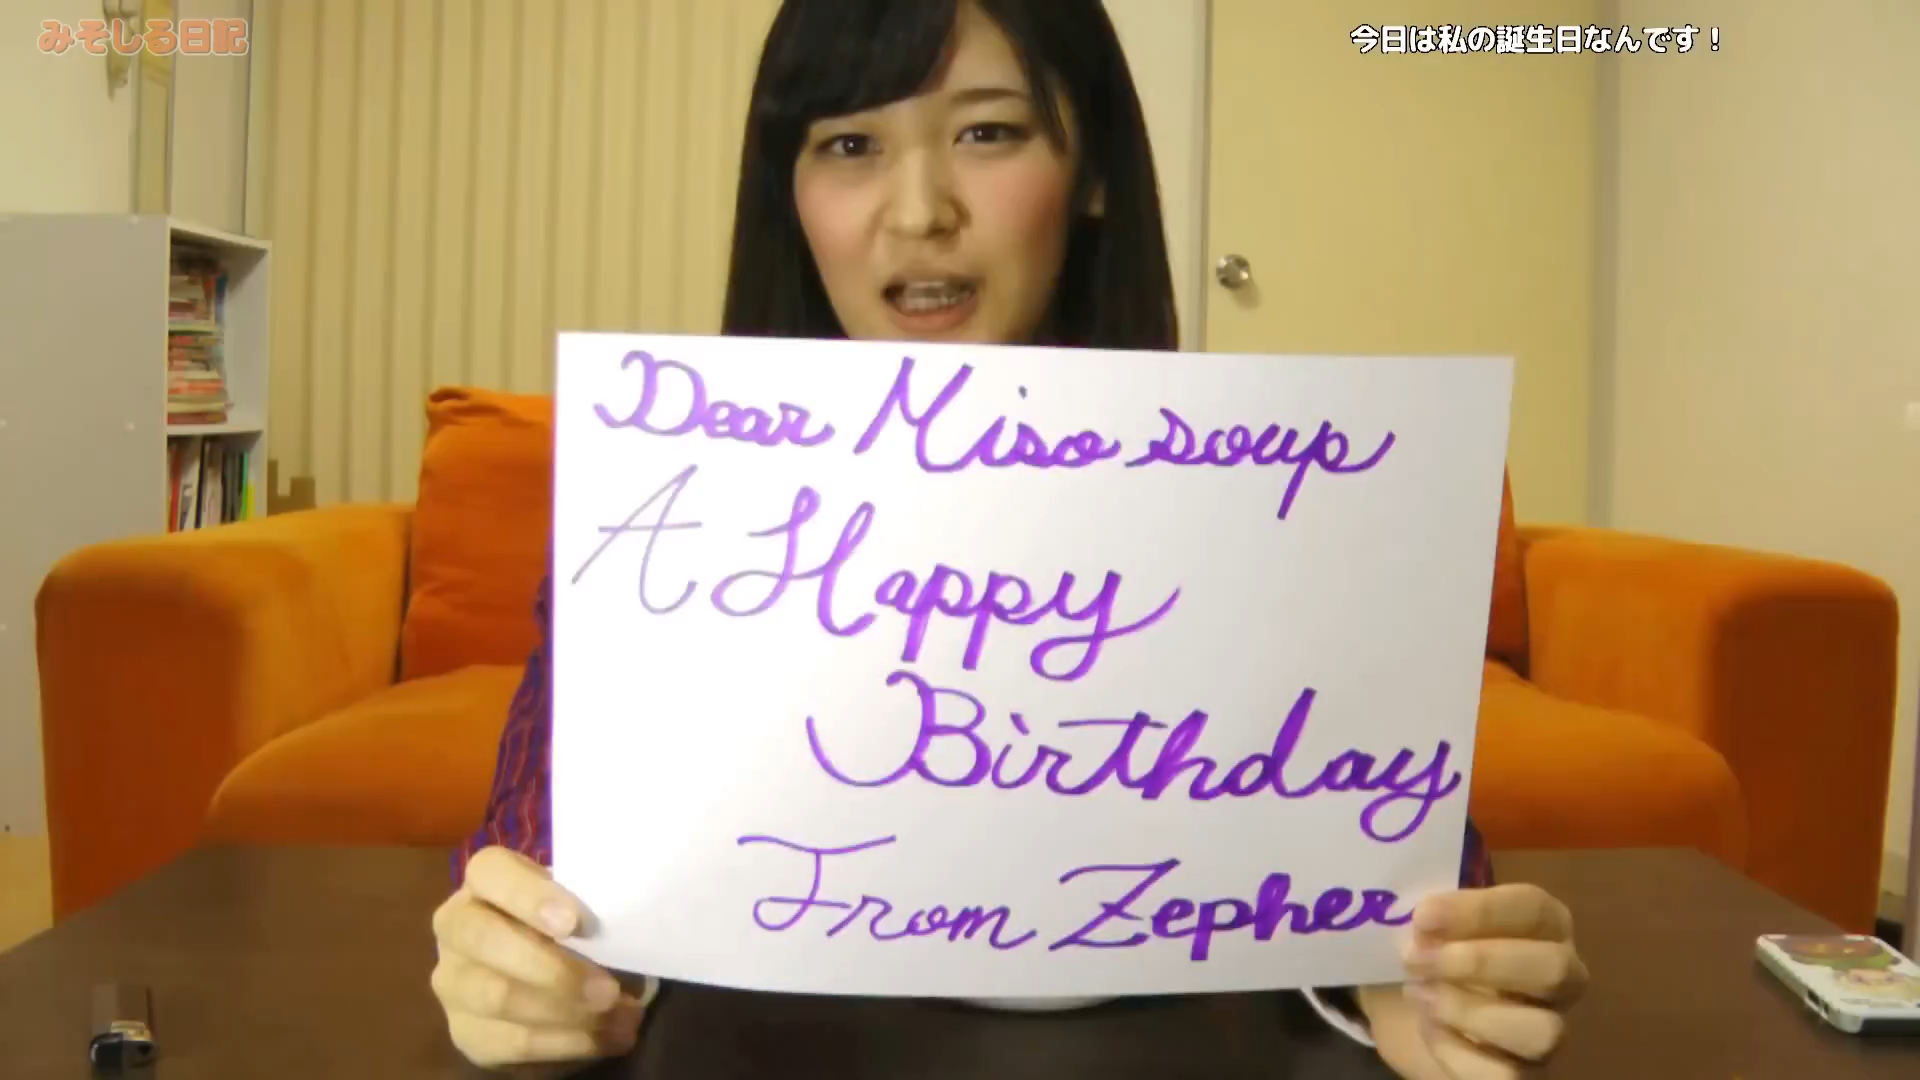 みそしる日記
今日は私の誕生日なんです！
Dear Miso soup
A Happy
Birthday
From Zepher